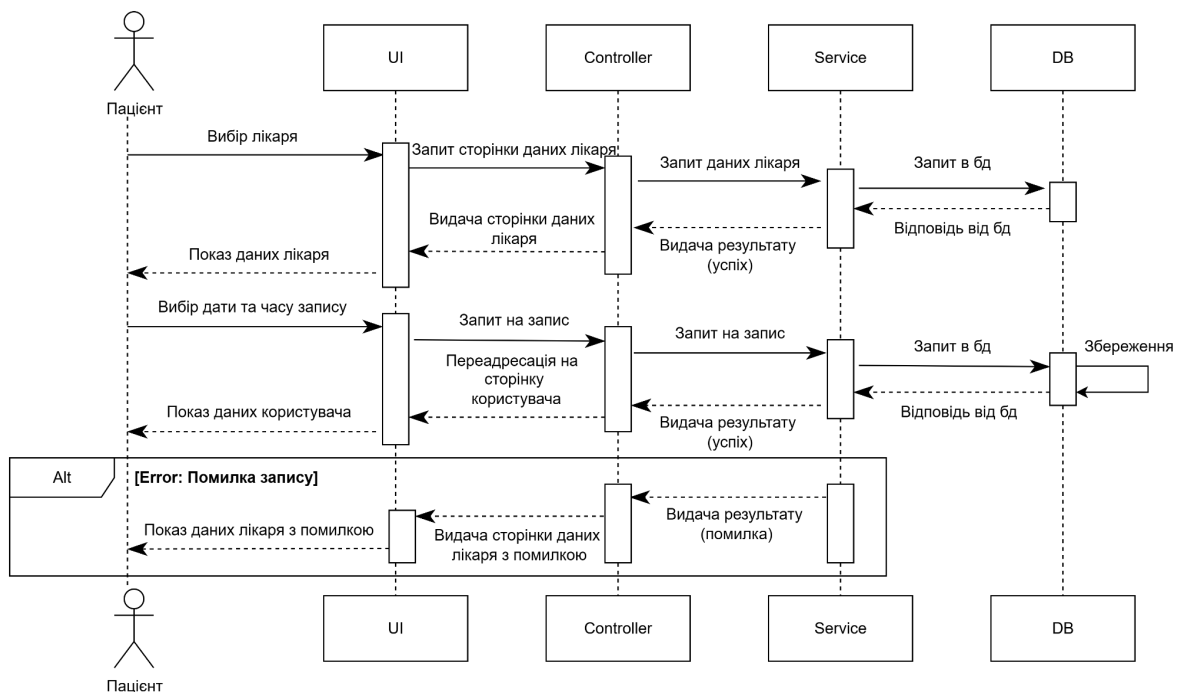 Пацієнт
UI
Controller
Service
DB
Вибір лікаря
Запит сторінки даних лікаря
Запит даних лікаря
Запит в бд
Відповідь від бд
Видача результату
(успіх)
Видача сторінки даних
лікаря
Показ даних лікаря
Вибір дати та часу запису
Запит на запис
Запит на запис
Запит в бд
Збереження
Відповідь від бд
Видача результату
(успіх)
Переадресація на
сторінку
користувача
Показ даних користувача
Alt
[Error: Помилка запису]
Видача результату
(помилка)
Видача сторінки даних
лікаря з помилкою
Показ даних лікаря з помилкою
Пацієнт
UI
Controller
Service
DB